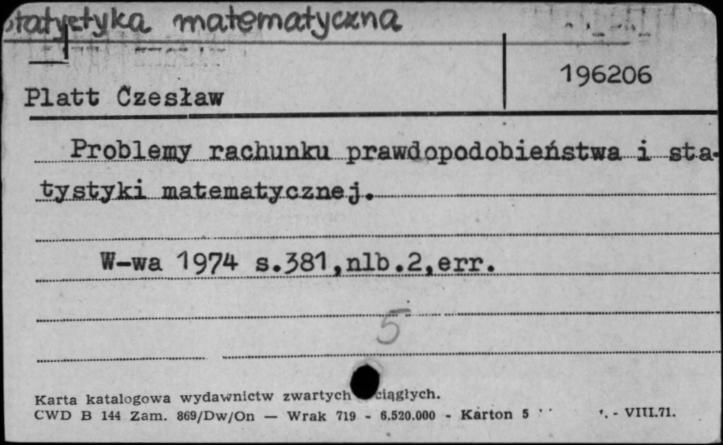 Statystyka matematyczna
196206
Platt Czesław
Problemy rachunku prawdopodobieństwa i sta-
tystyki matematycznej.
W-wa 1974 s.381,nlb.2,err.
5
Karta katalogowa wydawnictw zwartych ciągłych.
CWD B 144 Zam. 869/Dw/On — Wrak 719 - 6.520.000 - Karton 5 - VIII.71.